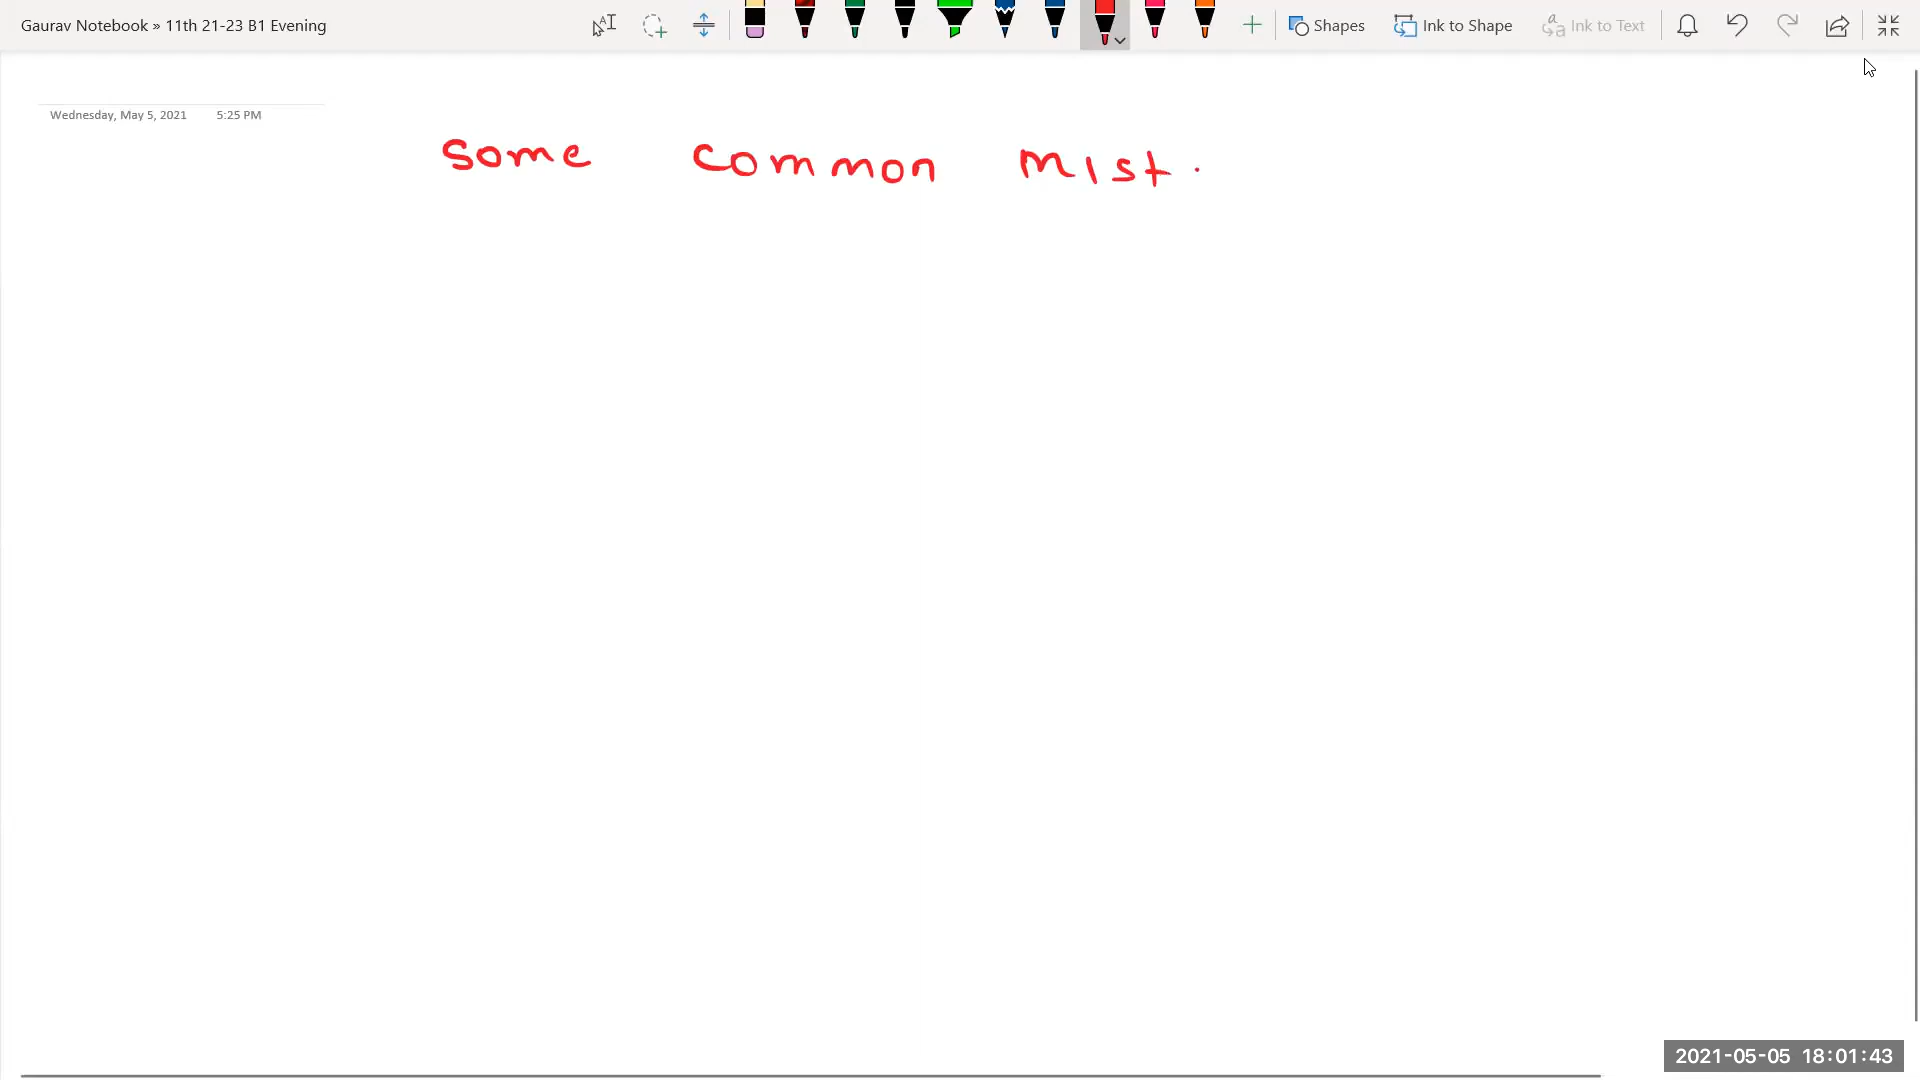 Gaurav Notebook » 11th 21-23 B1 Evening
Shapes
Ink to Shape
Ink to Text
Wednesday, May 5, 2021 5:25 PM
Some Common Mist.
2021-05-05 18:01:43